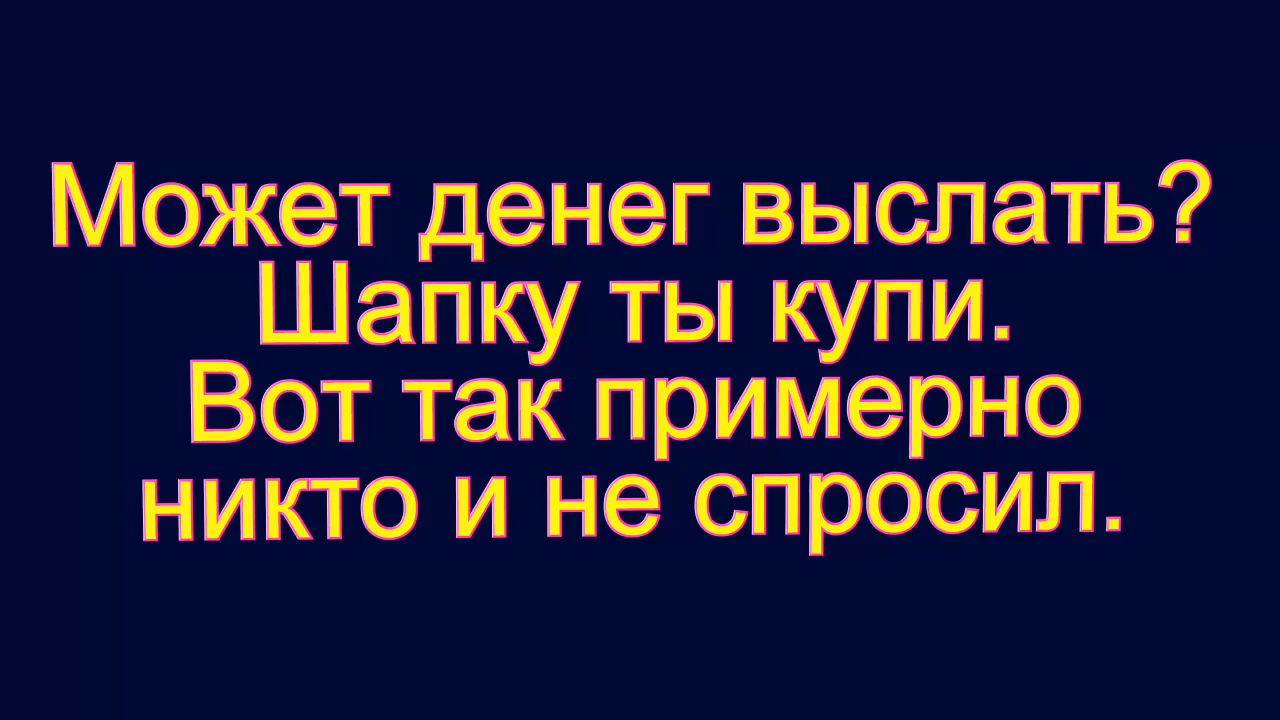 Может денег выслать?
Шапку ты купи.
Вот так примерно
никто и не спросил.